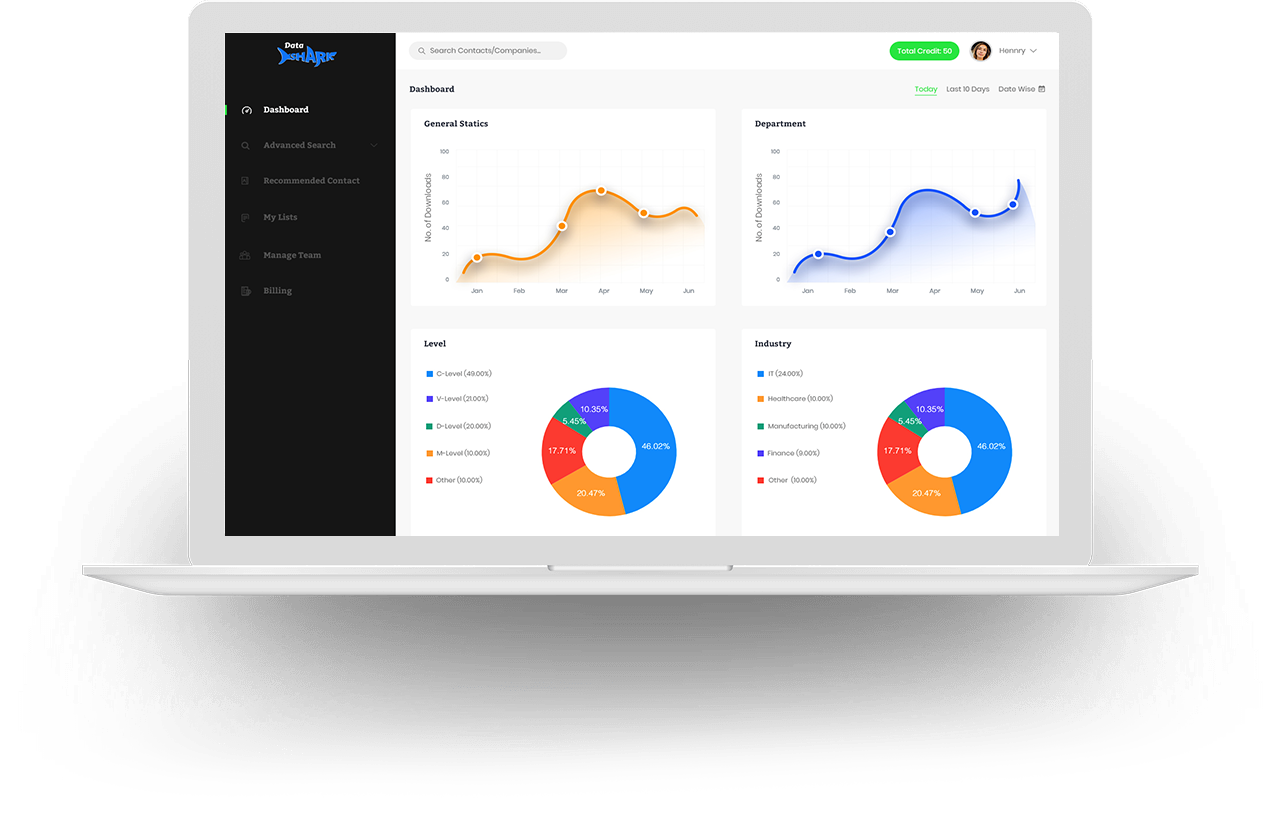 Data
SHARK
Search Contacts/Companies...
Total Credit: 50
Hennry
Dashboard
Advanced Search
Recommended Contact
My Lists
Manage Team
Billing
Dashboard
Today Last 10 Days Date Wise
General Statics
No. of Downloads
100
80
60
40
20
0
Jan Feb Mar Apr May Jun
Department
No. of Downloads
100
80
60
40
20
0
Jan Feb Mar Apr May Jun
Level
C-Level (49.00%)
V-Level (21.00%)
D-Level (20.00%)
M-Level (10.00%)
Other (10.00%)
10.35%
5.45%
46.02%
17.71%
20.47%
Industry
IT (24.00%)
Healthcare (10.00%)
Manufacturing (10.00%)
Finance (9.00%)
Other (10.00%)
10.35%
5.45%
46.02%
17.71%
20.47%